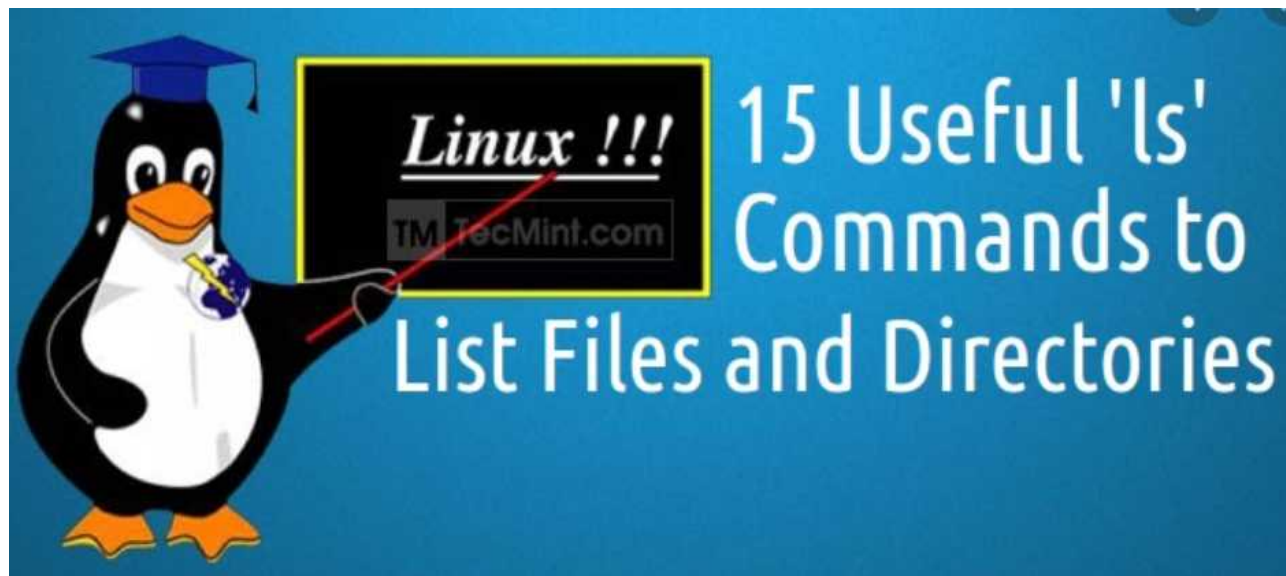 Linux !!!
TM TecMint.com
15 Useful 'ls'
Commands to
List Files and Directories